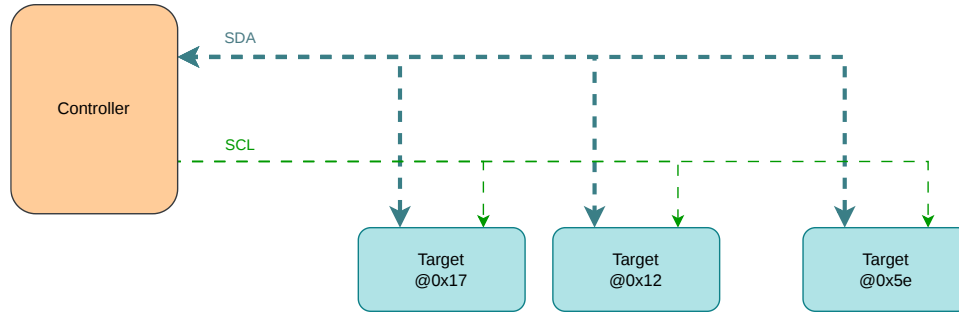 SDA
Controller
SCL
Target
@0x17
Target
@0x12
Target
@0x5e